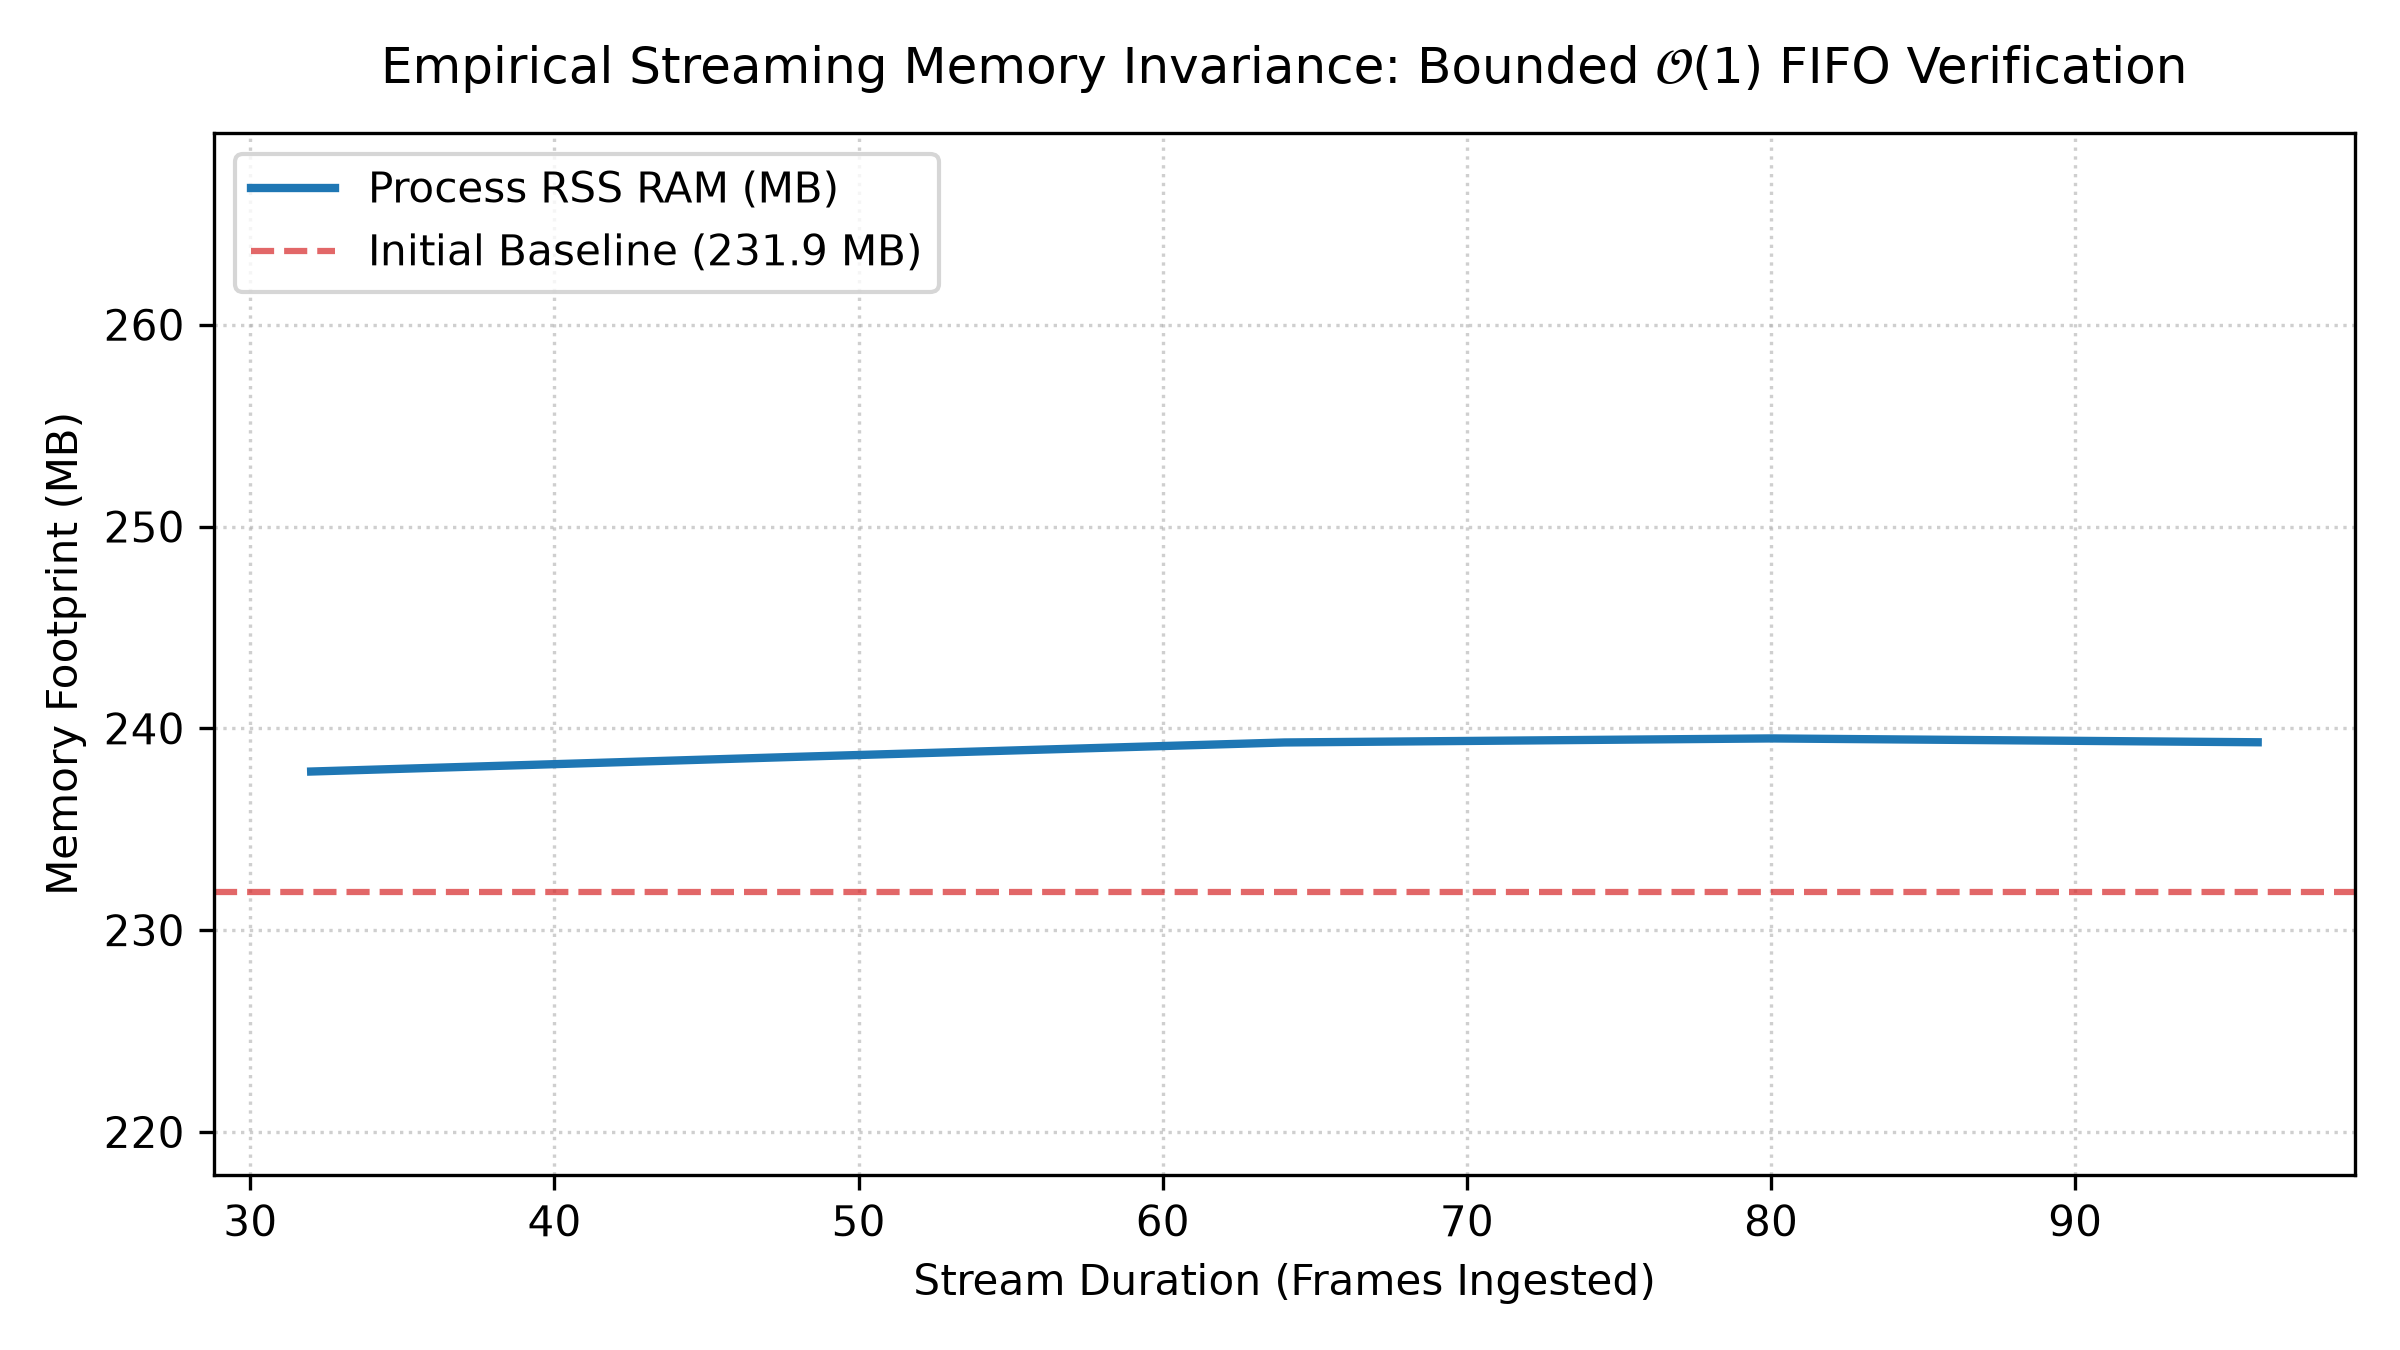 Empirical Streaming Memory Invariance: Bounded 𝒪(1) FIFO Verification
Process RSS RAM (MB)
Initial Baseline (231.9 MB)
Memory Footprint (MB)
260
250
240
230
220
30 40 50 60 70 80 90
Stream Duration (Frames Ingested)